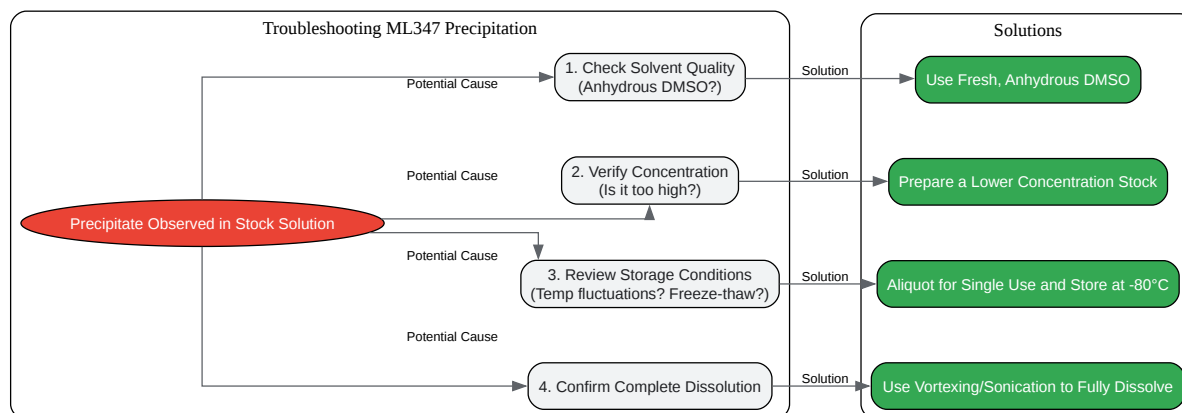 Troubleshooting ML347 Precipitation
Solutions
Potential Cause
1. Check Solvent Quality
(Anhydrous DMSO?)
Solution
Use Fresh, Anhydrous DMSO
Potential Cause
2. Verify Concentration
(Is it too high?)
Solution
Prepare a Lower Concentration Stock
Precipitate Observed in Stock Solution
Potential Cause
3. Review Storage Conditions
(Temp fluctuations? Freeze-thaw?)
Solution
Aliquot for Single Use and Store at -80°C
Potential Cause
4. Confirm Complete Dissolution
Solution
Use Vortexing/Sonication to Fully Dissolve